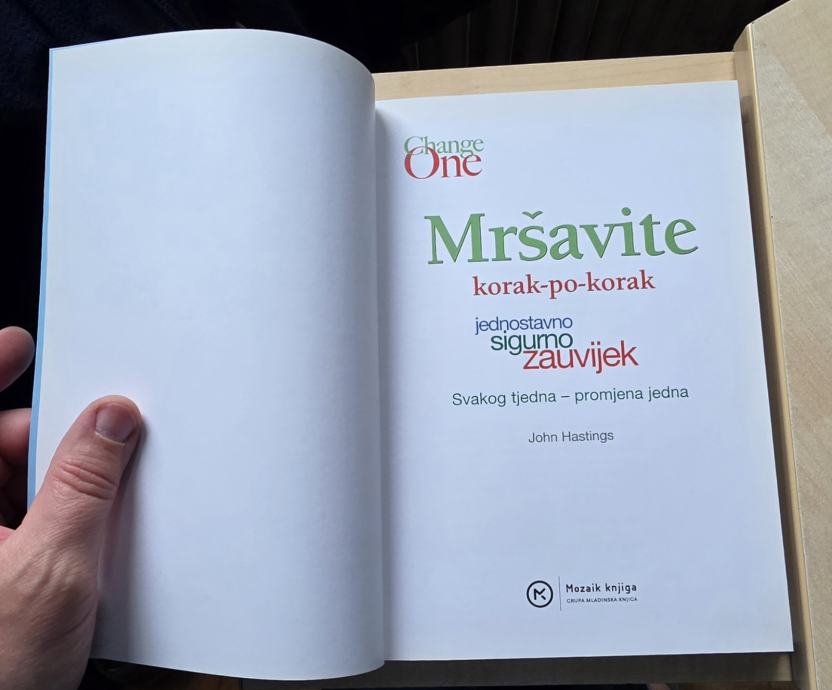 Change
One
Mršavite
korak-po-korak
jednostavno
sigurno
zauvijek
Svakog tjedna – promjena jedna
John Hastings
Mozaik knjiga
GRUPA MLADINSKA KNJIGA